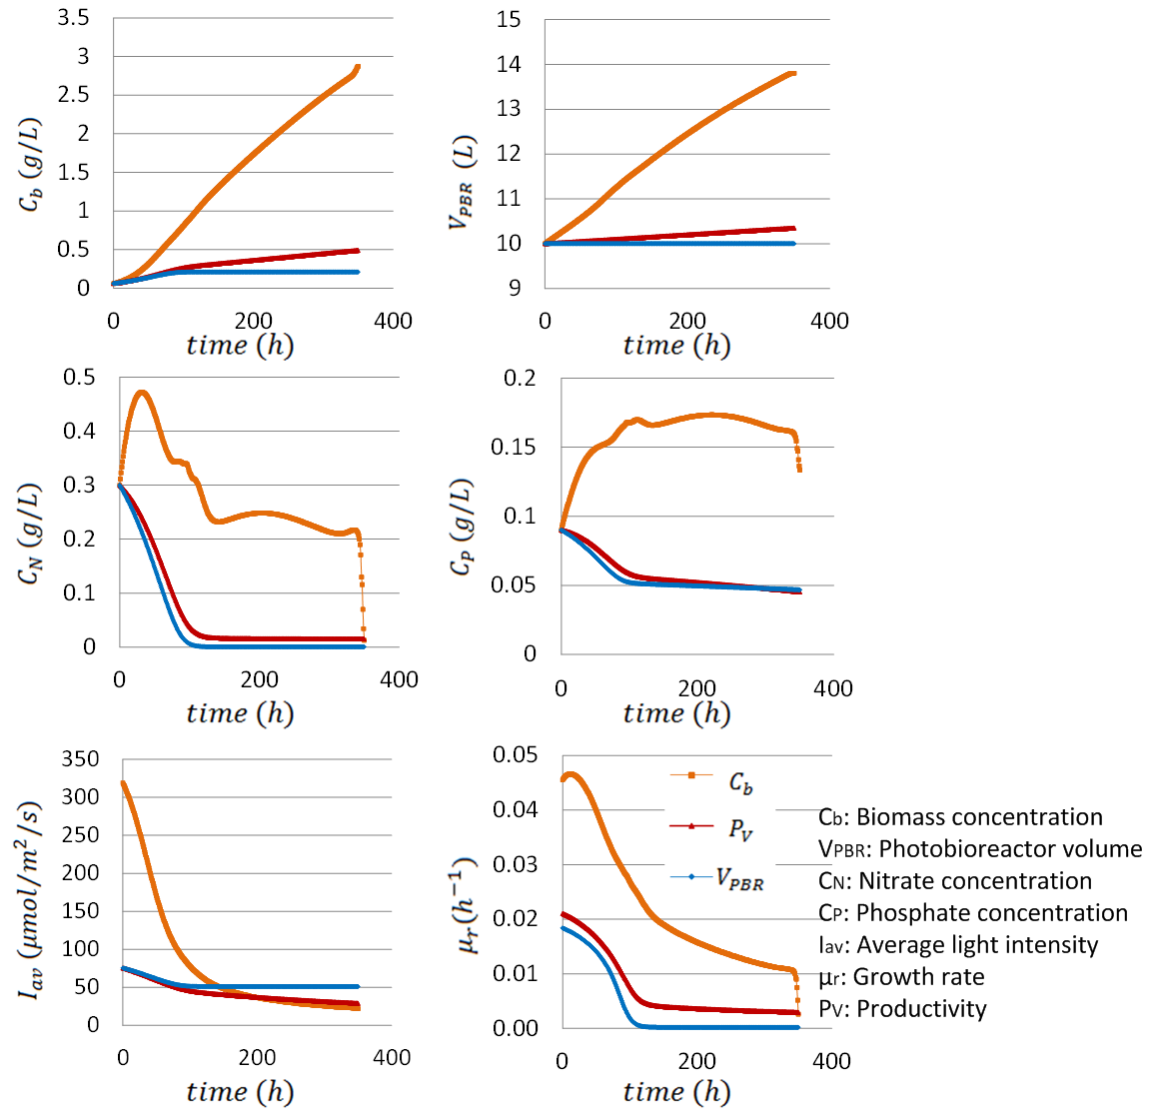 3.5
3
2.5
2
1.5
1
0.5
0
C_b (g/L)
0 200 400
time (h)
15
14
13
12
11
10
9
V_PBR (L)
0 200 400
time (h)
0.5
0.4
0.3
0.2
0.1
0
C_N (g/L)
0 200 400
time (h)
0.2
0.15
0.1
0.05
0
C_P (g/L)
0 200 400
time (h)
350
300
250
200
150
100
50
0
I_av (μmol/m²/s)
0 200 400
time (h)
0.05
0.04
0.03
0.02
0.01
0.00
μ_r(h⁻¹)
0 200 400
time (h)
C_b
P_V
V_PBR
Cb: Biomass concentration
VPBR: Photobioreactor volume
CN: Nitrate concentration
CP: Phosphate concentration
Iav: Average light intensity
μr: Growth rate
PV: Productivity